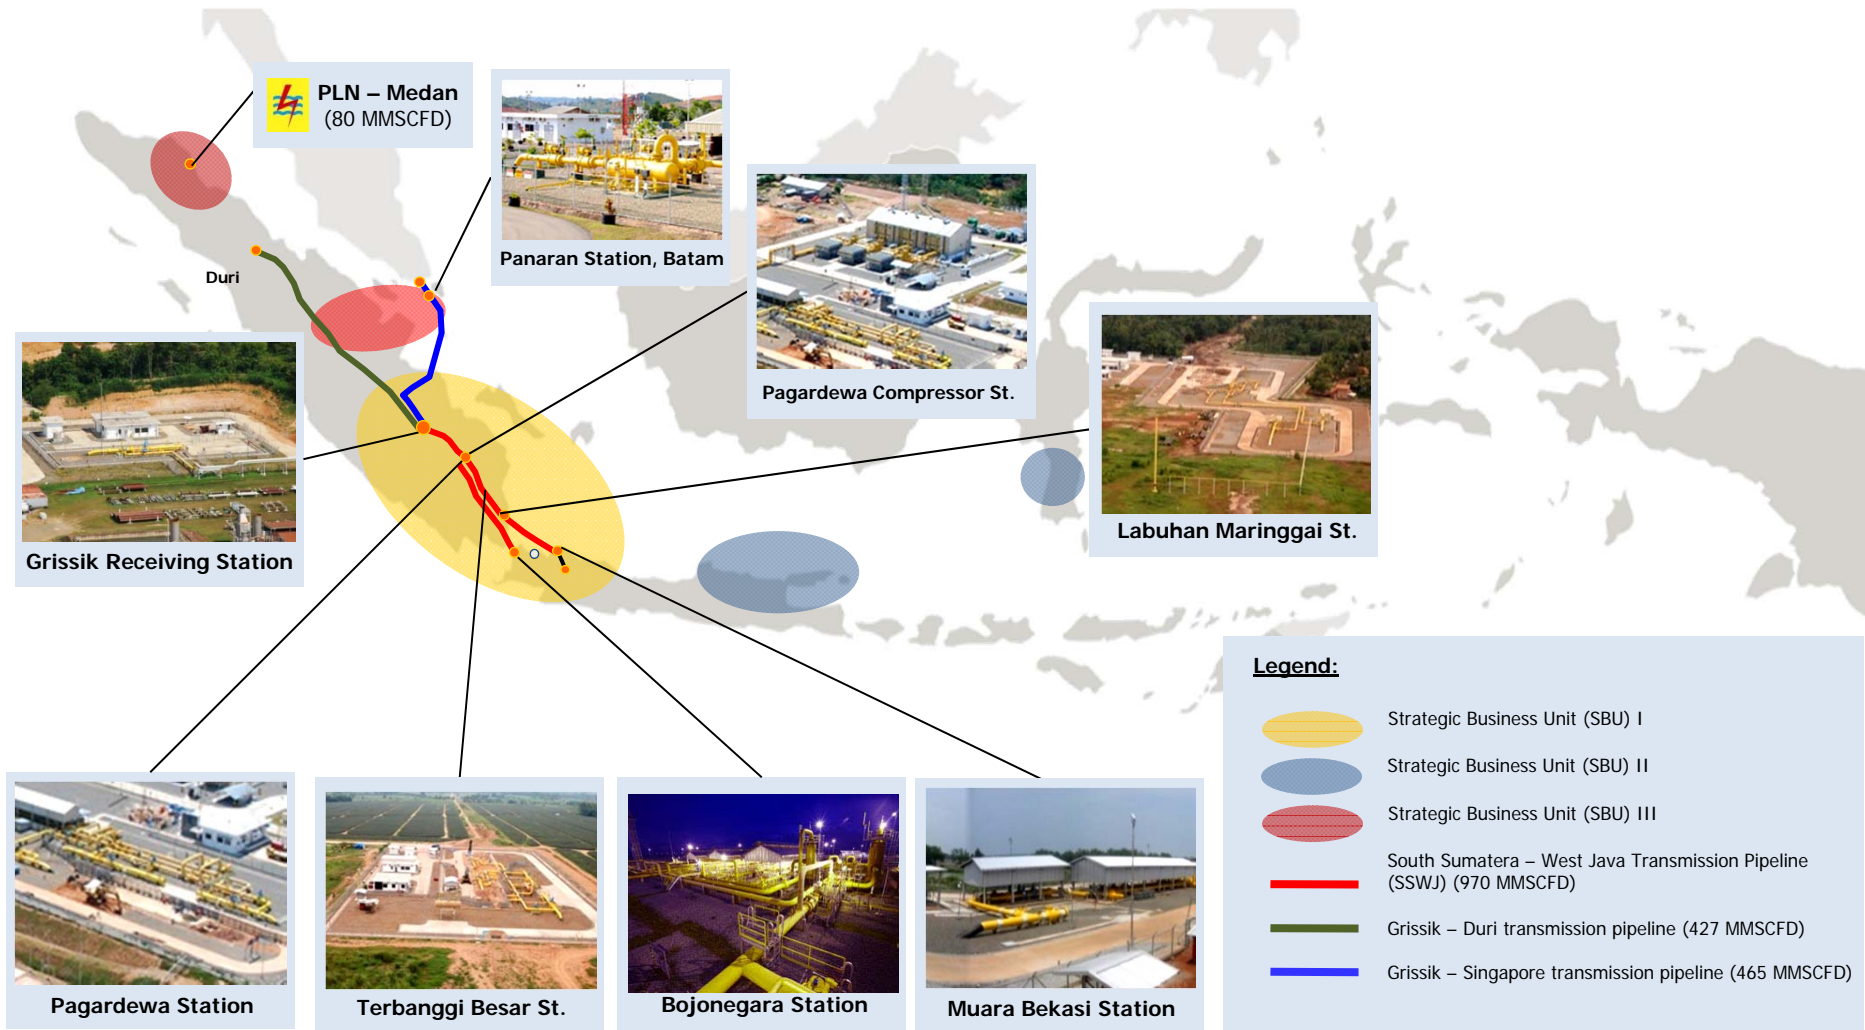 PLN – Medan
(80 MMSCFD)
Panaran Station, Batam
Duri
Pagardewa Compressor St.
Labuhan Maringgai St.
Grissik Receiving Station
Legend:
Strategic Business Unit (SBU) I
Strategic Business Unit (SBU) II
Strategic Business Unit (SBU) III
South Sumatera – West Java Transmission Pipeline
(SSWJ) (970 MMSCFD)
Grissik – Duri transmission pipeline (427 MMSCFD)
Grissik – Singapore transmission pipeline (465 MMSCFD)
Pagardewa Station
Terbanggi Besar St.
Bojonegara Station
Muara Bekasi Station